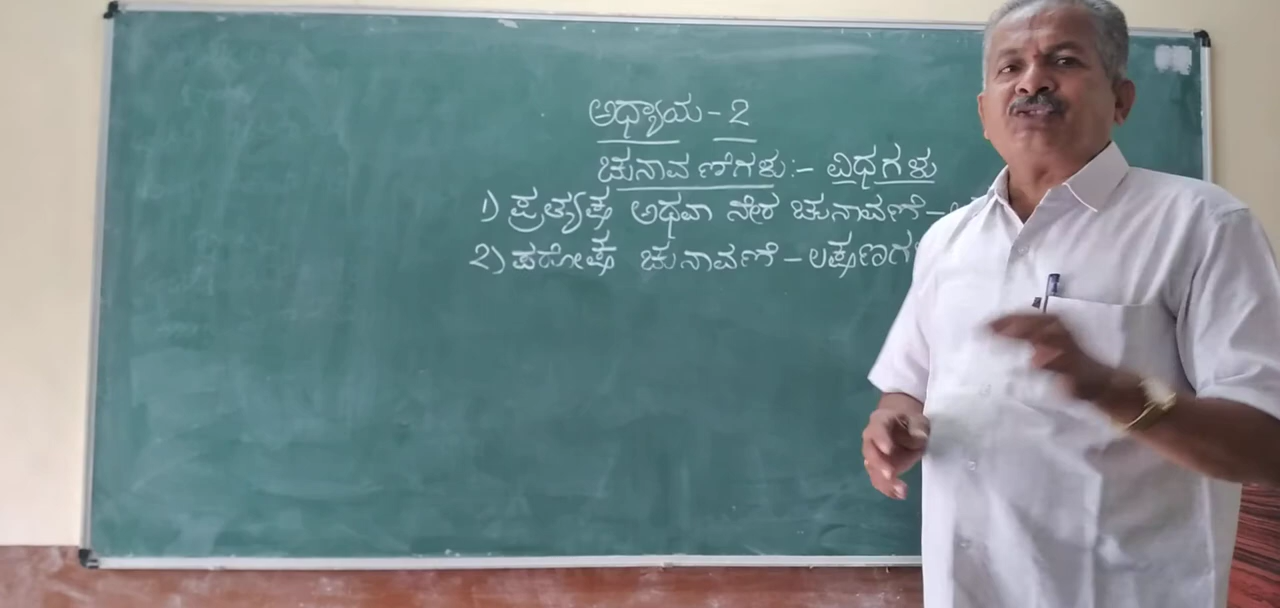 ಅಧ್ಯಾಯ - 2
ಚುನಾವಣೆಗಳು :- ವಿಧಗಳು
1) ಪ್ರತ್ಯಕ್ಷ ಅಥವಾ ನೇರ ಚುನಾವಣೆ –
2) ಪರೋಕ್ಷ ಚುನಾವಣೆ – ಲಕ್ಷಣಗ